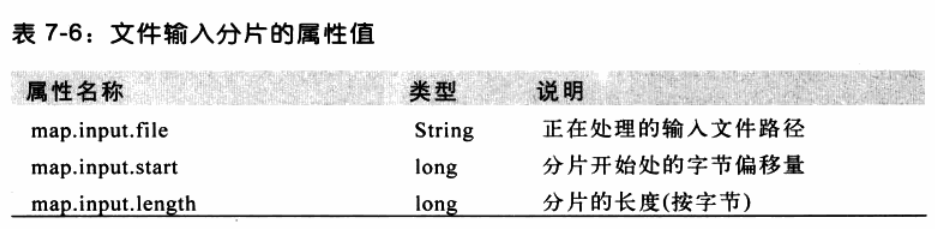 表 7-6：文件输入分片的属性值
属性名称 类型 说明
map.input.file String 正在处理的输入文件路径
map.input.start long 分片开始处的字节偏移量
map.input.length long 分片的长度(按字节)